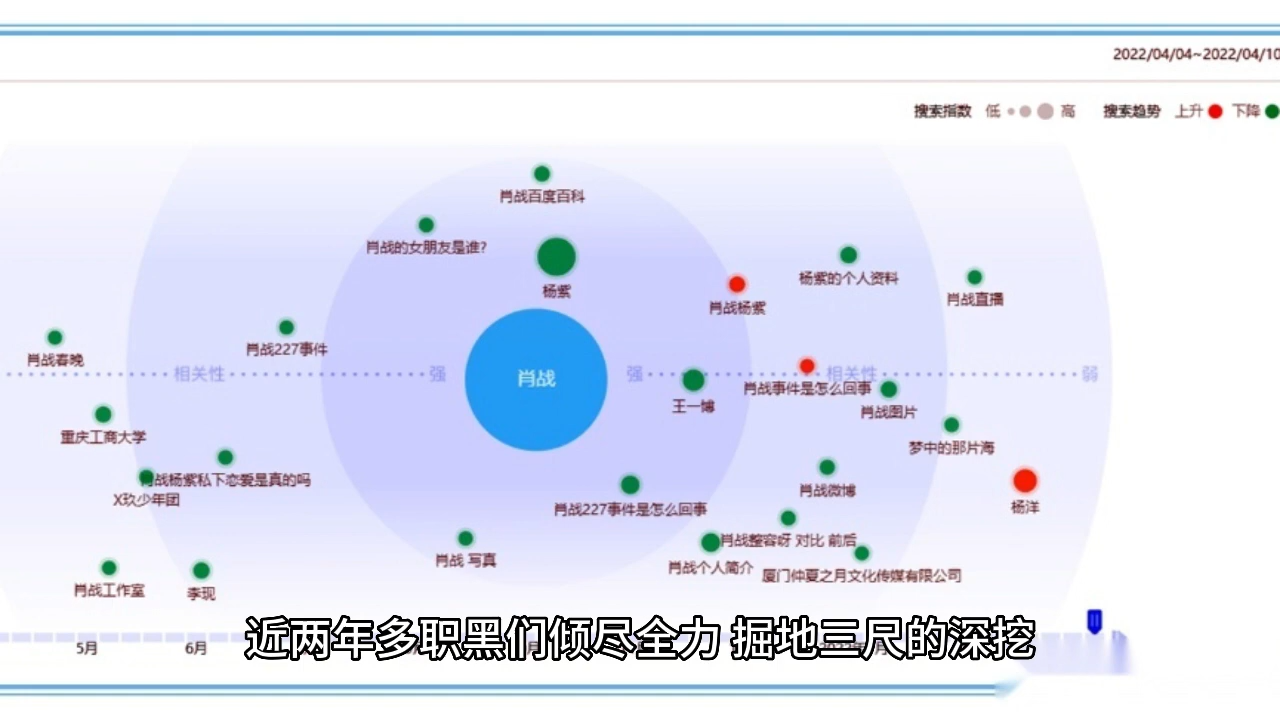 2022/04/04~2022/04/10
搜索指数 低 高 搜索趋势 上升 下降
肖战百度百科
肖战的女朋友是谁?
杨紫
肖战杨紫
杨紫的个人资料
肖战直播
肖战227事件
肖战春晚
相关性 强
肖战
强 相关性 弱
肖战事件是怎么回事
王一博
肖战图片
重庆工商大学
梦中的那片海
肖战杨紫私下恋爱是真的吗
X玖少年团
肖战微博
杨洋
肖战227事件是怎么回事
肖战整容呀 对比 前后
肖战 写真
肖战个人简介
厦门仲夏之月文化传媒有限公司
肖战工作室
李现
近两年多职黑们倾尽全力 掘地三尺的深挖
5月 6月